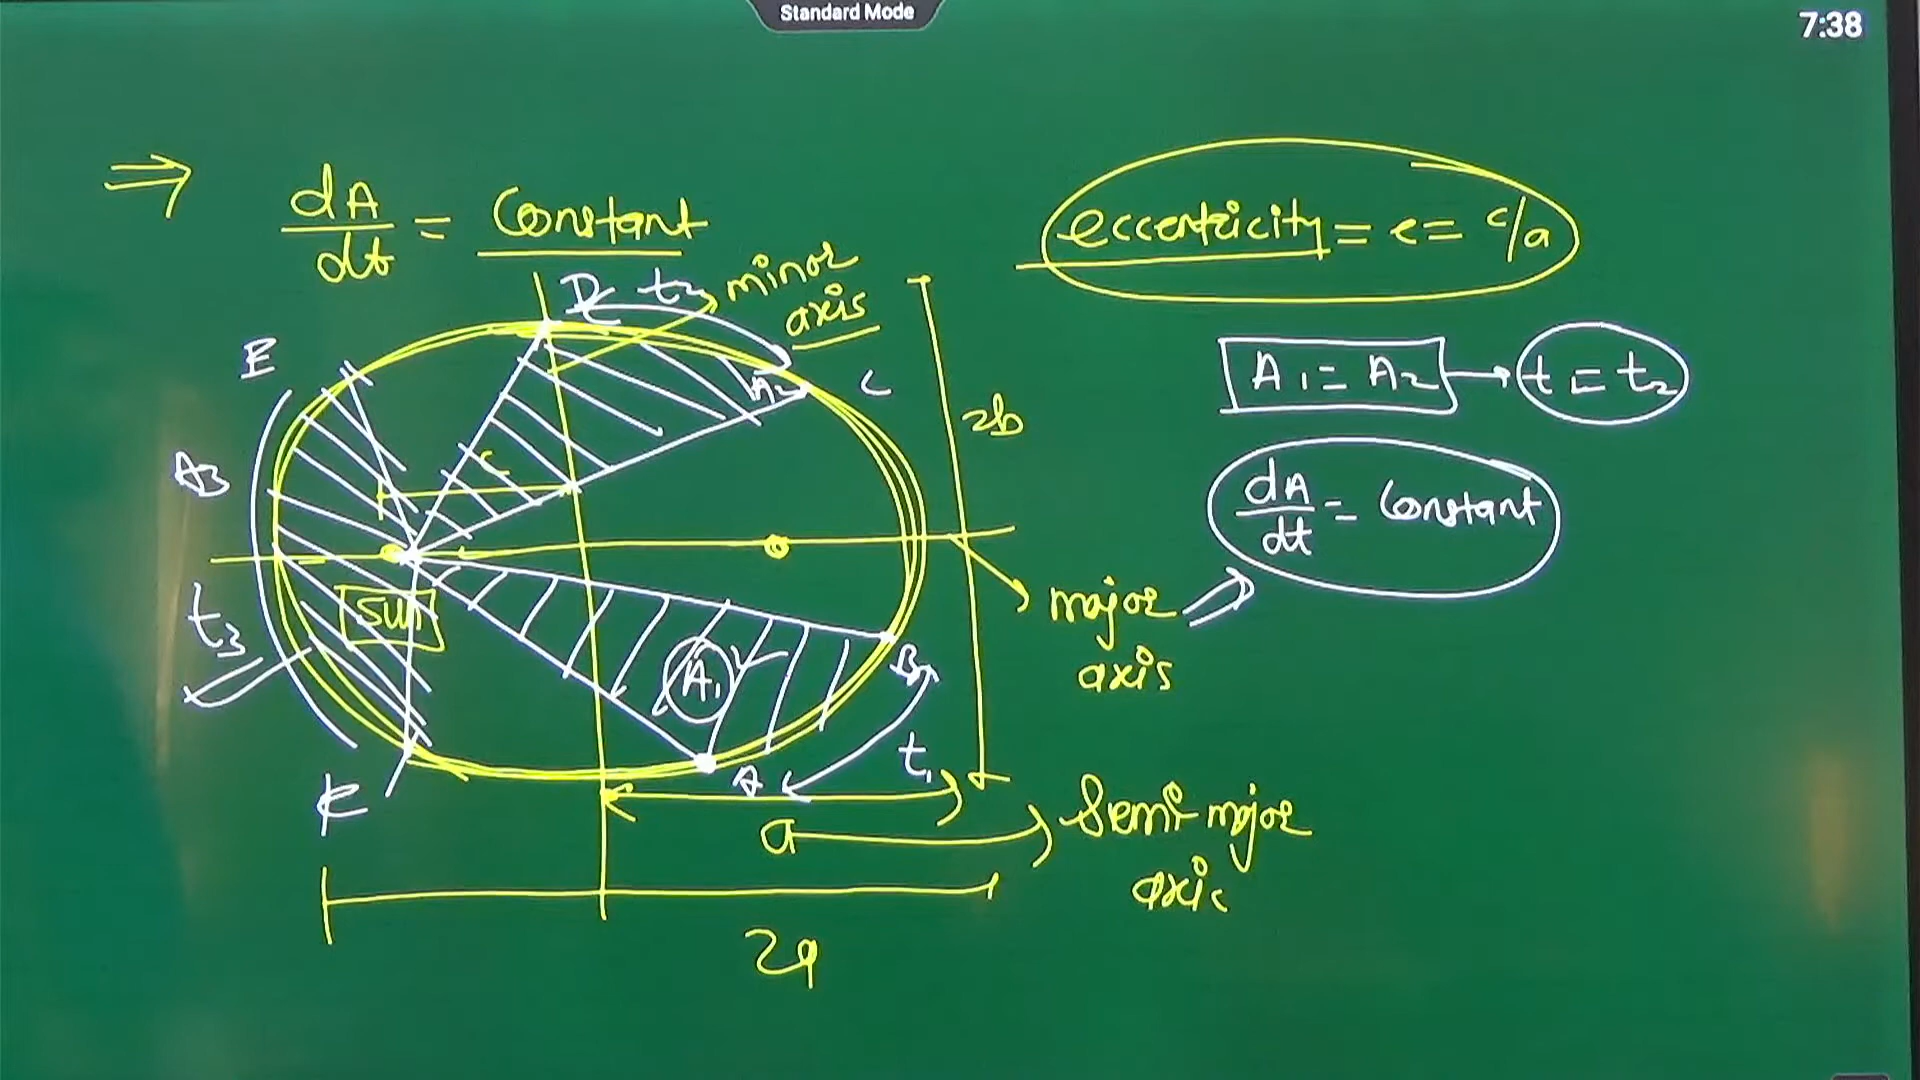 Standard Mode
7:38
⇒ dA/dt = Constant
eccentricity = e = c/a
minor
axis
D
t2
E
A2
C
A1 = A2 → t = t2
2b
A3
c
dA/dt = Constant
Sun
t3
major
axis
A1
B
t1
A
a
Semi major
axis
2a